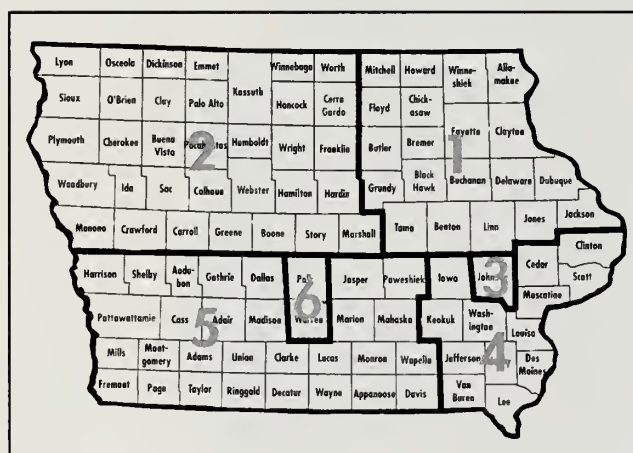 Lyon Osceola Dickinson Emmet Winnebago Worth Mitchell Howard Winne- Alla-
shiek makee
Kossuth
Sioux O'Brien Clay Palo Alto Hancock Cerro Floyd Chick-
Gordo asaw
Fayette Clayton
Plymouth Cherokee Buena Pocahontas Humboldt Wright Franklin Butler Bremer
Vista
2 1
Woodbury Ida Sac Calhoun Webster Hamilton Hardin Grundy Black Buchanan Delaware Dubuque
Hawk
Monona Crawford Carroll Greene Boone Story Marshall Tama Benton Linn Jones Jackson
Clinton
Harrison Shelby Audu- Guthrie Dallas Polk Jasper Poweshiek Iowa Johnson Cedar
bon
3 Scott
6 Muscatine
Pottawattamie Cass Adair Madison Warren Marion Mahaska Keokuk Wash-
ington Louisa
5 4
Mills Mont- Adams Union Clarke Lucas Monroe Wapello Jefferson Des
gomery Moines
Fremont Page Taylor Ringgold Decatur Wayne Appanoose Davis Van Lee
Buren